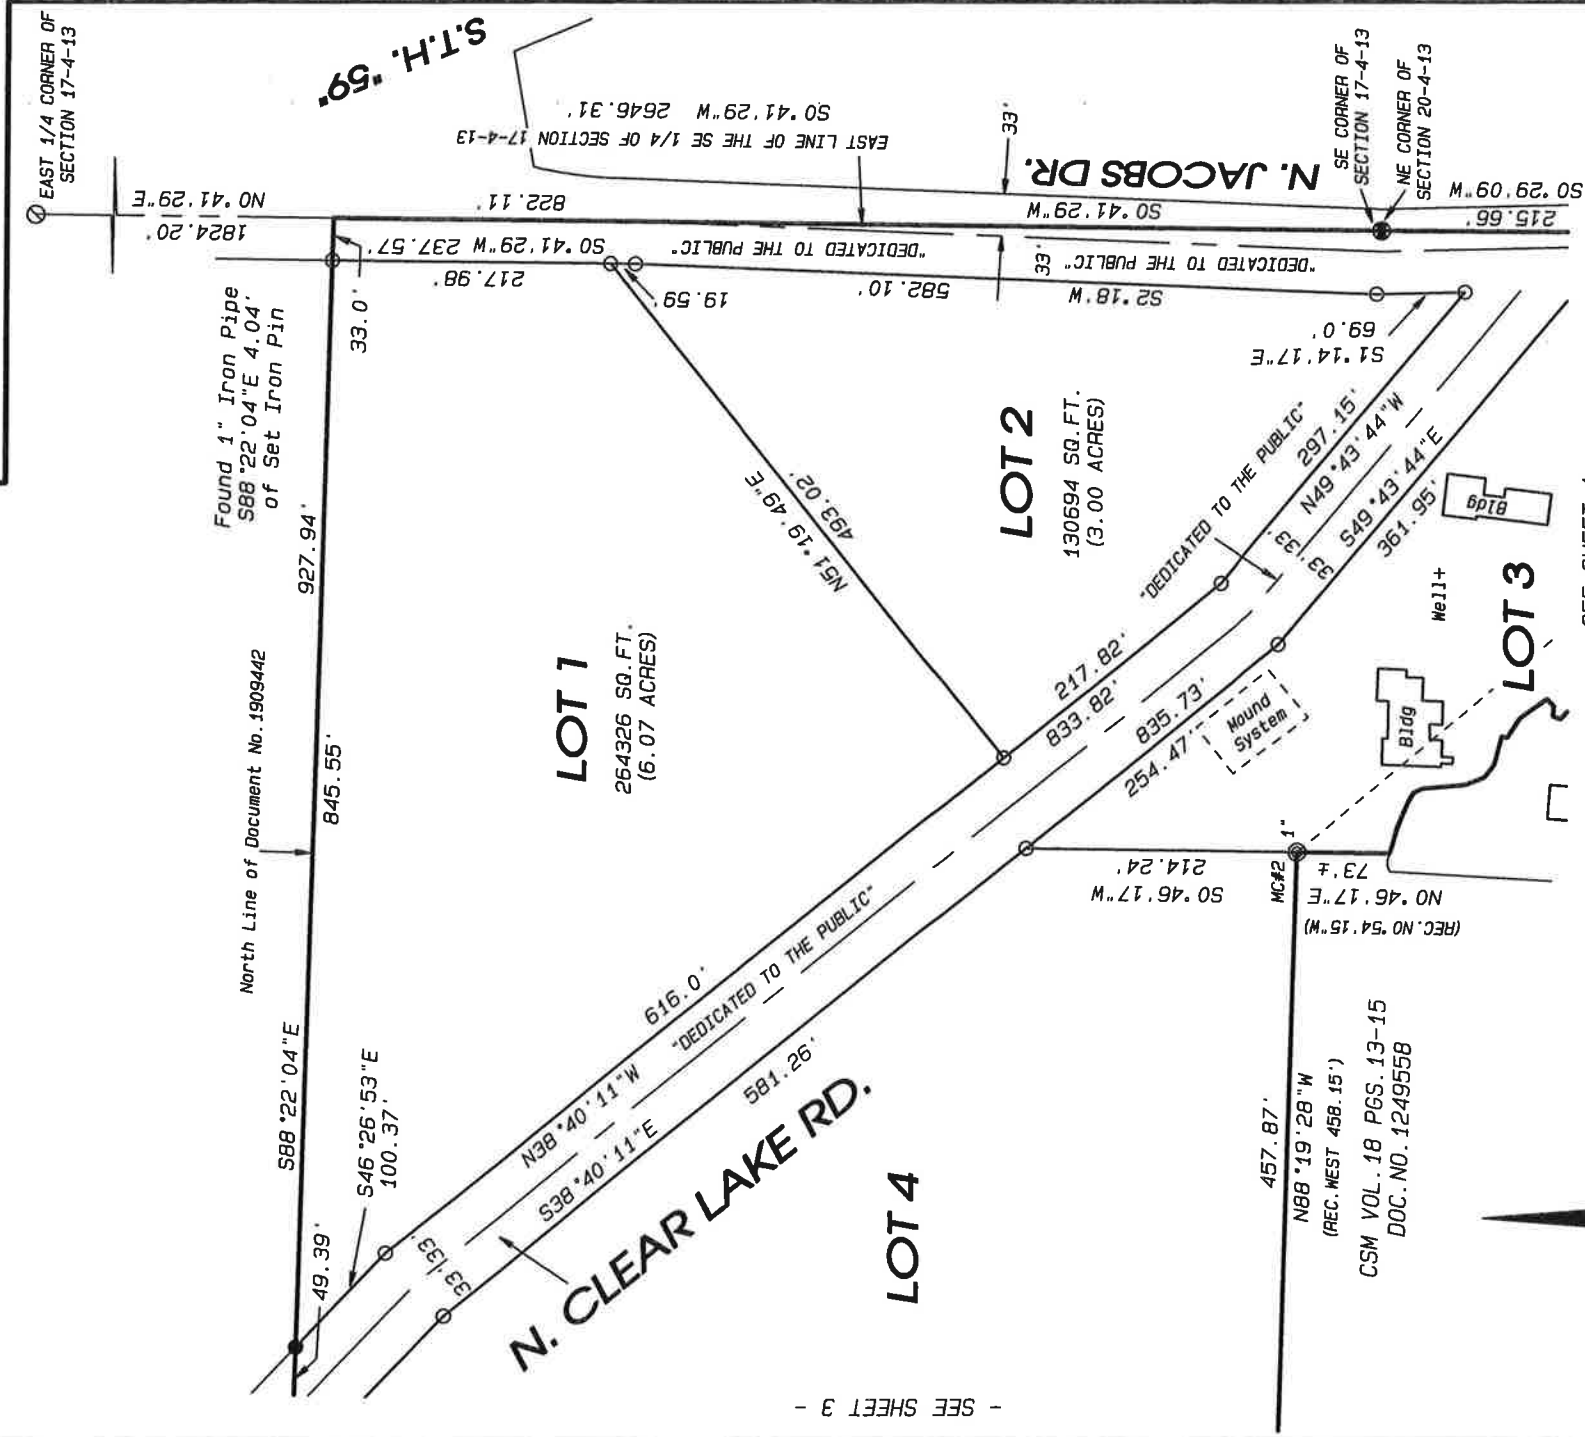 EAST 1/4 CORNER OF
SECTION 17-4-13
S.T.H. "59"
N0°41'29"E
1824.20'
Found 1" Iron Pipe
S88°22'04"E 4.04'
of Set Iron Pin
33.0'
927.94'
North Line of Document No. 1909442
845.55'
S88°22'04"E
49.39'
S46°26'53"E
100.37'
822.11'
S0°41'29"W 237.57'
217.98'
19.59'
EAST LINE OF THE SE 1/4 OF SECTION 17-4-13
S0°41'29"W 2646.31'
33'
N. JACOBS DR.
S0°41'29"W
"DEDICATED TO THE PUBLIC"
33'
"DEDICATED TO THE PUBLIC"
582.10'
S2°18'W
SE CORNER OF
SECTION 17-4-13
NE CORNER OF
SECTION 20-4-13
S0°29'09"W
215.66'
69.0'
S1°14'17"E
LOT 1
264326 SQ.FT.
(6.07 ACRES)
N51°19'49"E
493.02'
LOT 2
130694 SQ.FT.
(3.00 ACRES)
"DEDICATED TO THE PUBLIC"
297.15'
N49°43'44"W
33'
33'
S49°43'44"E
361.95'
217.82'
833.82'
835.73'
254.47'
Mound
System
Bldg
Well+
Bldg
LOT 3
616.0'
"DEDICATED TO THE PUBLIC"
N38°40'11"W
S38°40'11"E
581.26'
33'
33'
N. CLEAR LAKE RD.
LOT 4
S0°46'17"W
214.24'
MC#2
1"
73'±
N0°46'17"E
(REC. N0°54'15"W)
457.87'
N88°19'28"W
(REC. WEST 458.15')
CSM VOL. 18 PGS. 13-15
DOC. NO. 1249558
- SEE SHEET 3 -